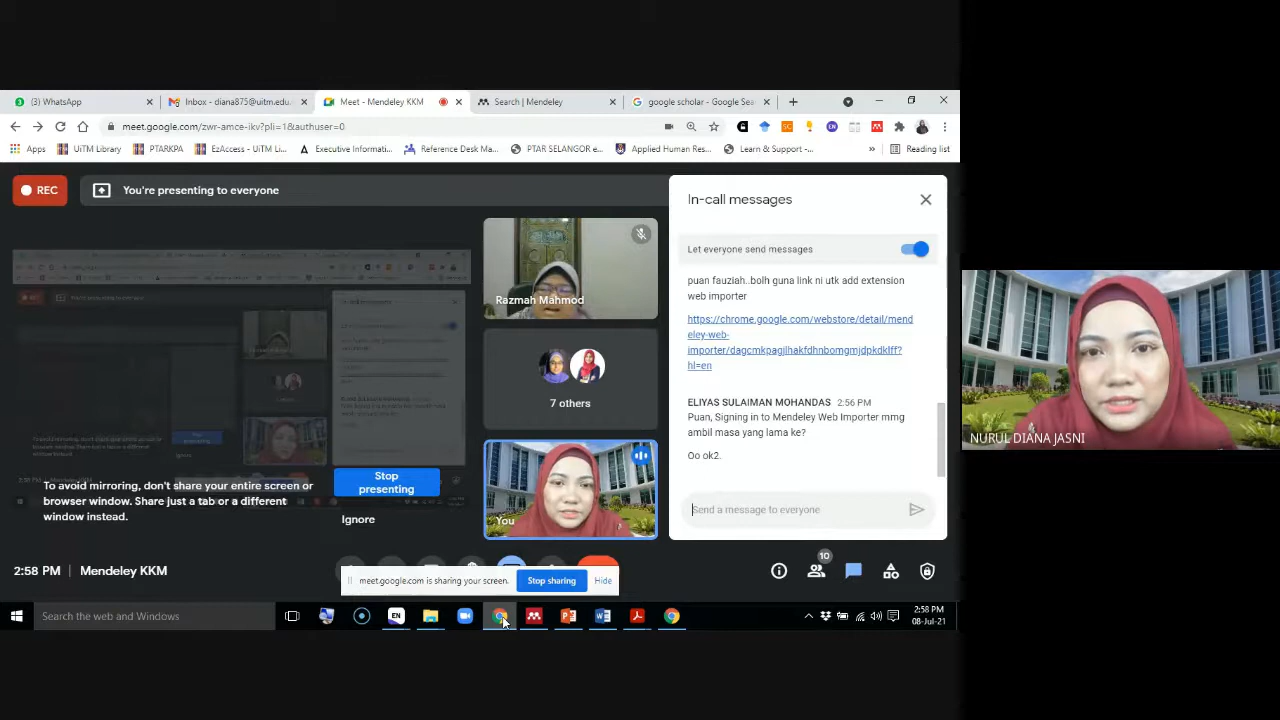 (3) WhatsApp
Inbox - diana875@uitm.edu.
Meet - Mendeley KKM
Search | Mendeley
google scholar - Google Sea
meet.google.com/zwr-amce-ikv?pli=1&authuser=0
Apps
UiTM Library
PTARKPA
EzAccess - UiTM Li...
Executive Informati...
Reference Desk Ma...
PTAR SELANGOR e...
Applied Human Res...
Learn & Support -...
»
Reading list
REC
You're presenting to everyone
In-call messages
Let everyone send messages
puan fauziah..bolh guna link ni utk add extension
web importer
https://chrome.google.com/webstore/detail/mend
eley-web-
importer/dagcmkpagjlhakfdhnbomgmjdpkdklff?
hl=en
ELIYAS SULAIMAN MOHANDAS 2:56 PM
Puan, Signing in to Mendeley Web Importer mmg
ambil masa yang lama ke?
Oo ok2.
Send a message to everyone
Razmah Mahmod
7 others
You
To avoid mirroring, don't share your entire screen or
browser window. Share just a tab or a different
window instead.
Stop
presenting
Ignore
2:58 PM | Mendeley KKM
meet.google.com is sharing your screen.
Stop sharing
Hide
10
Search the web and Windows
EN
2:58 PM
08-Jul-21
NURUL DIANA JASNI